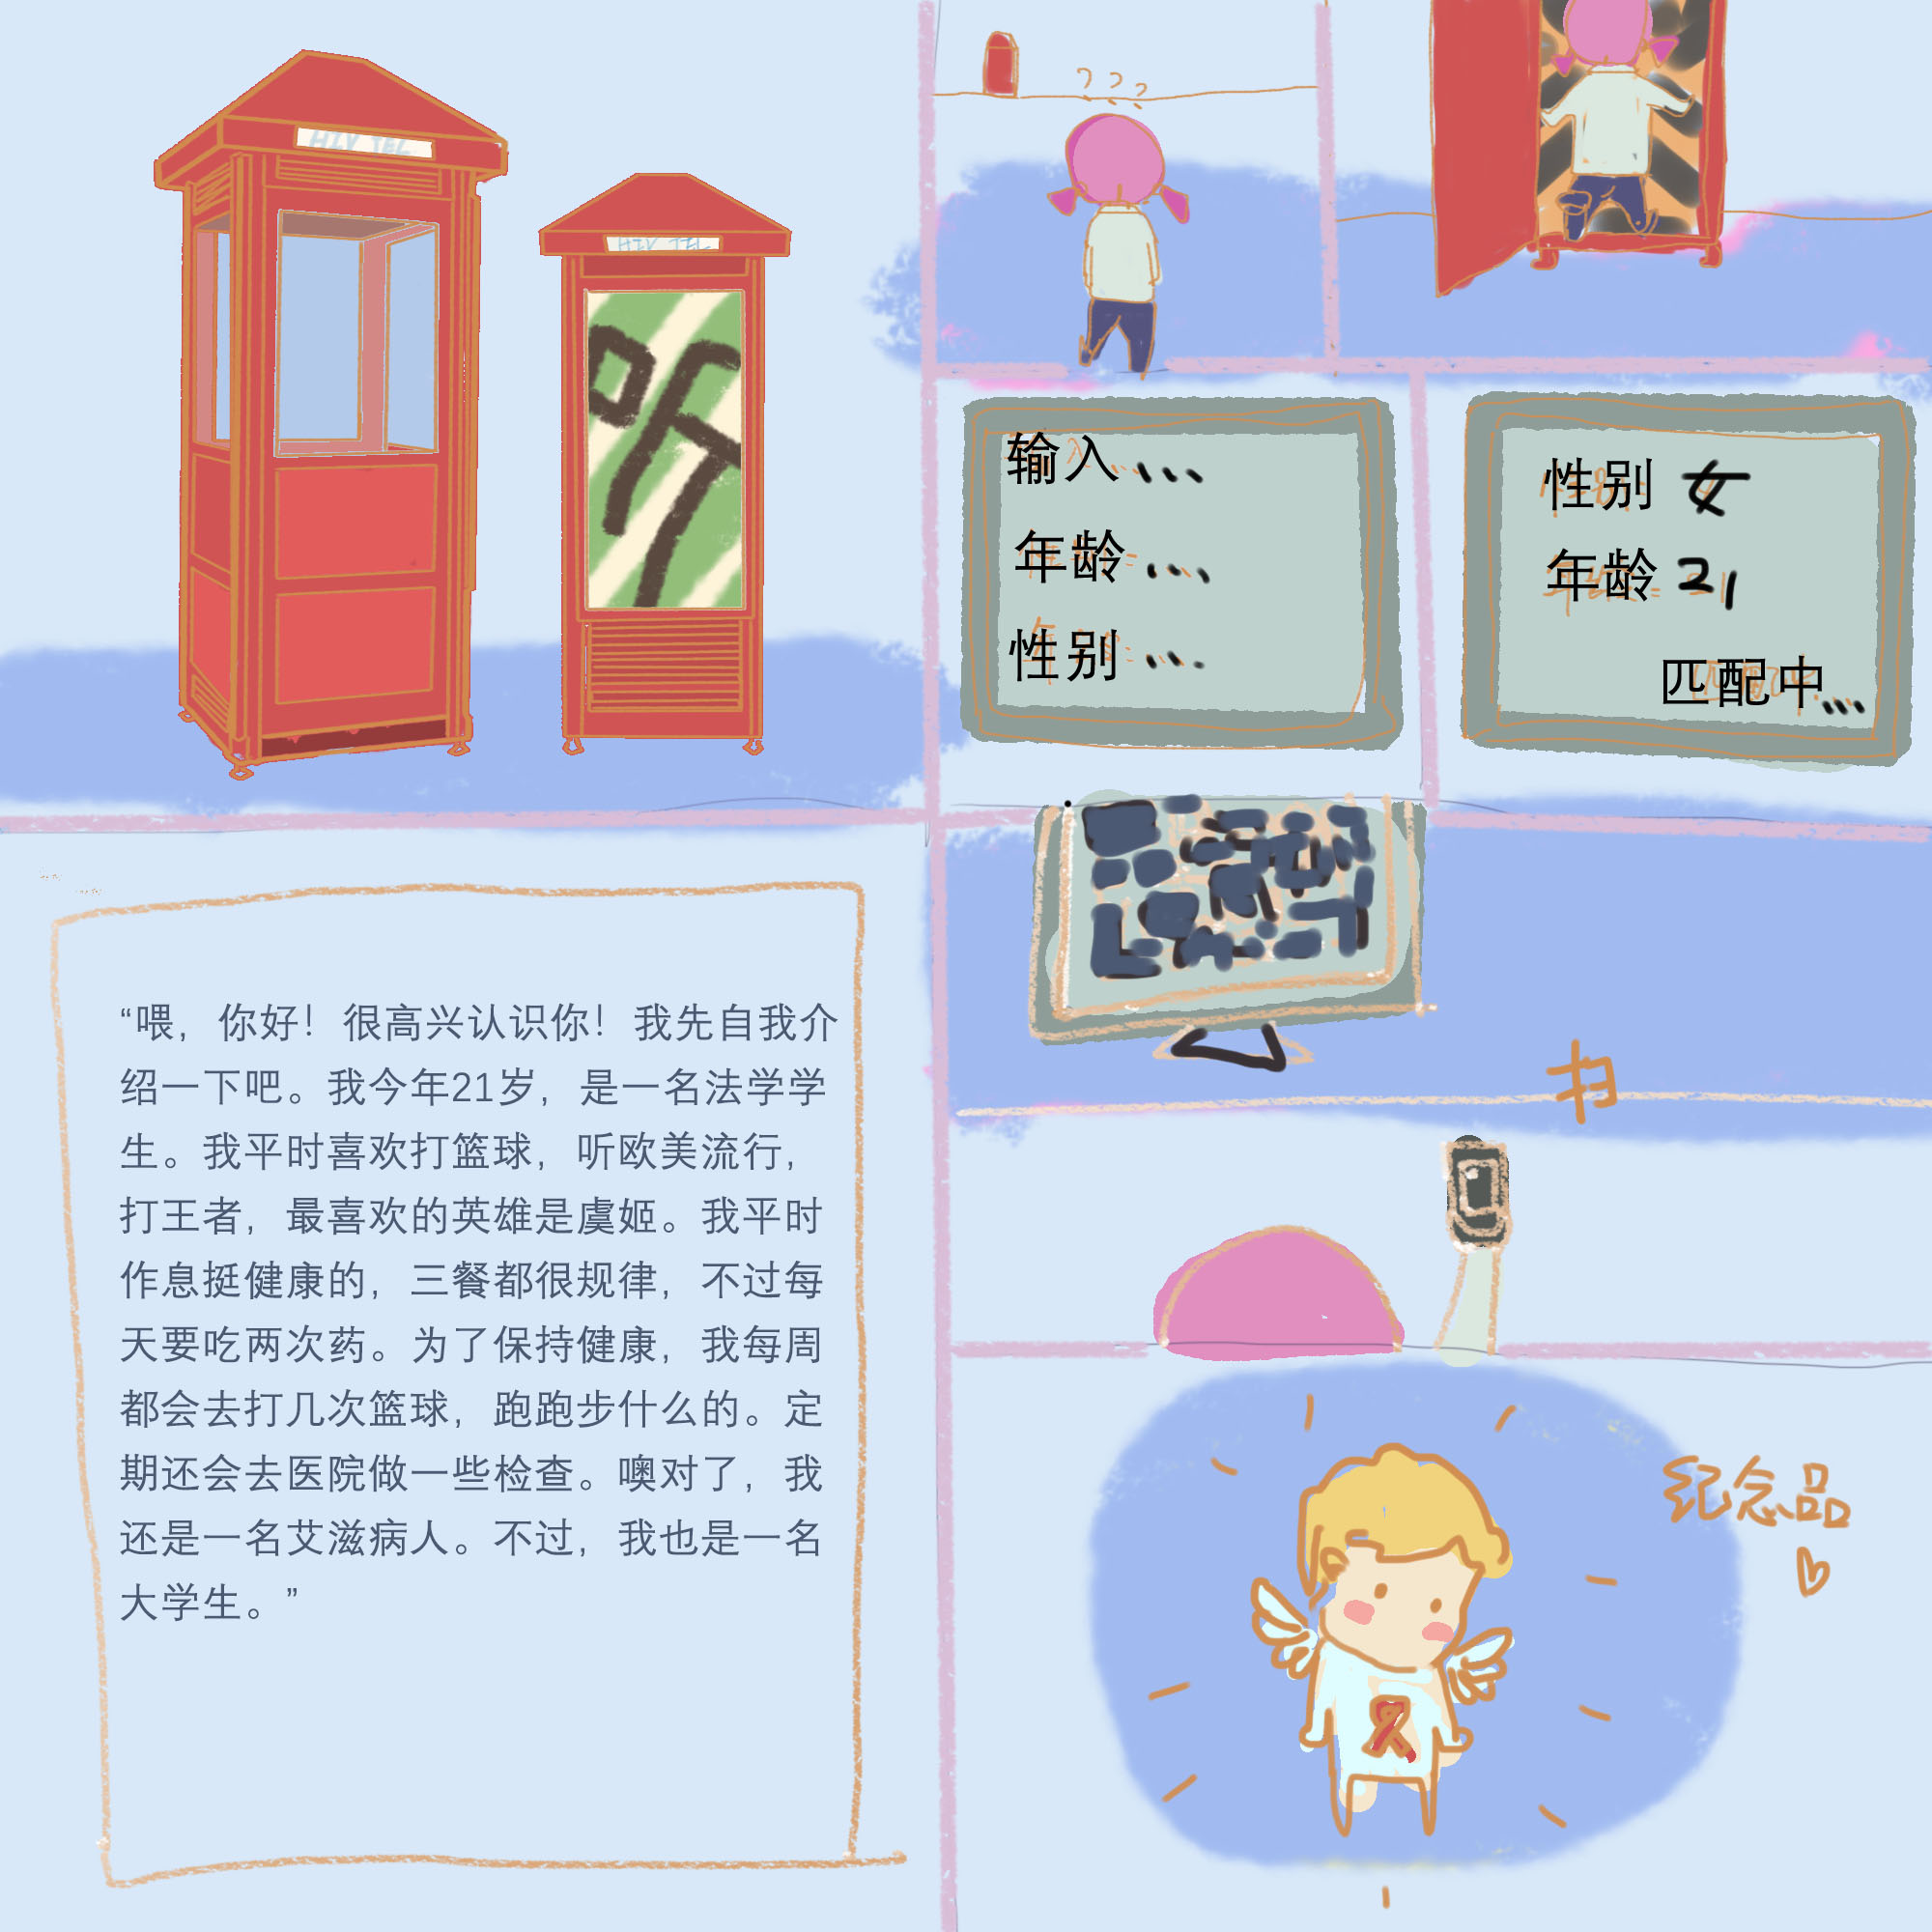 HIV TEL
HIV TEL
听
? ? ?
输入...
年龄...
性别...
性别 女
年龄 21
匹配中...
“喂，你好！很高兴认识你！我先自我介
绍一下吧。我今年21岁，是一名法学学
生。我平时喜欢打篮球，听欧美流行，
打王者，最喜欢的英雄是虞姬。我平时
作息挺健康的，三餐都很规律，不过每
天要吃两次药。为了保持健康，我每周
都会去打几次篮球，跑跑步什么的。定
期还会去医院做一些检查。噢对了，我
还是一名艾滋病人。不过，我也是一名
大学生。”
扫
纪念品